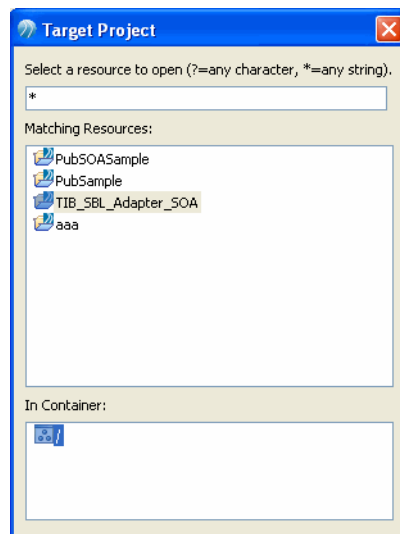 Target Project
Select a resource to open (?=any character, *=any string).
*
Matching Resources:
PubSOASample
PubSample
TIB_SBL_Adapter_SOA
aaa
In Container:
/